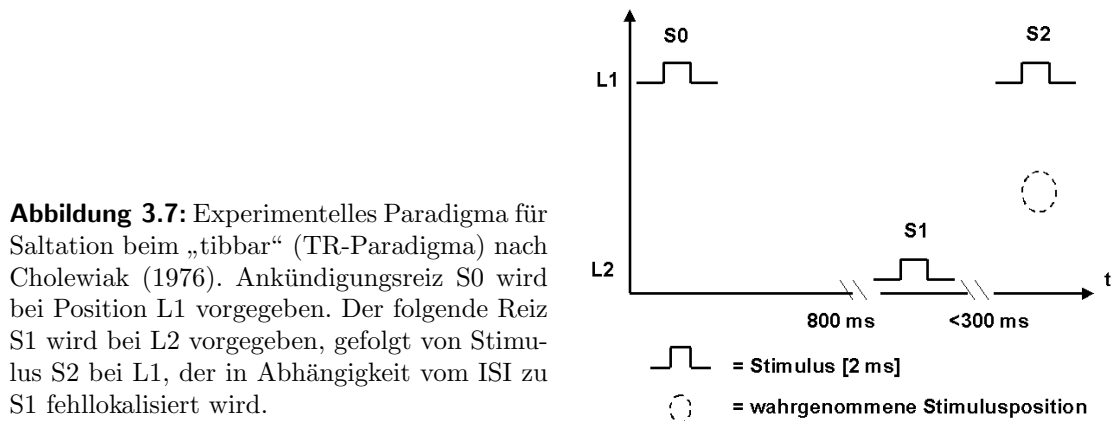 S0
S2
L1
S1
L2
t
800 ms
<300 ms
= Stimulus [2 ms]
= wahrgenommene Stimulusposition
Abbildung 3.7: Experimentelles Paradigma für
Saltation beim „tibbar“ (TR-Paradigma) nach
Cholewiak (1976). Ankündigungsreiz S0 wird
bei Position L1 vorgegeben. Der folgende Reiz
S1 wird bei L2 vorgegeben, gefolgt von Stimu-
lus S2 bei L1, der in Abhängigkeit vom ISI zu
S1 fehllokalisiert wird.